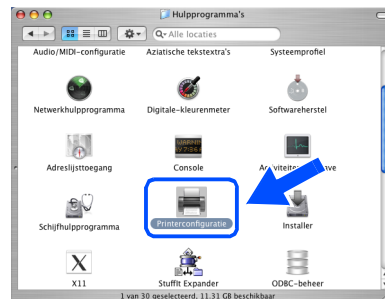 Hulpprogramma's
Alle locaties
Audio/MIDI-configuratie Aziatische tekstextra's Systeemprofiel
Netwerkhulpprogramma Digitale-kleurenmeter Softwareherstel
Adreslijsttoegang Console
Schijfhulpprogramma Printerconfiguratie Installer
X11 StuffIt Expander ODBC-beheer
1 van 30 geselecteerd, 11,31 GB beschikbaar